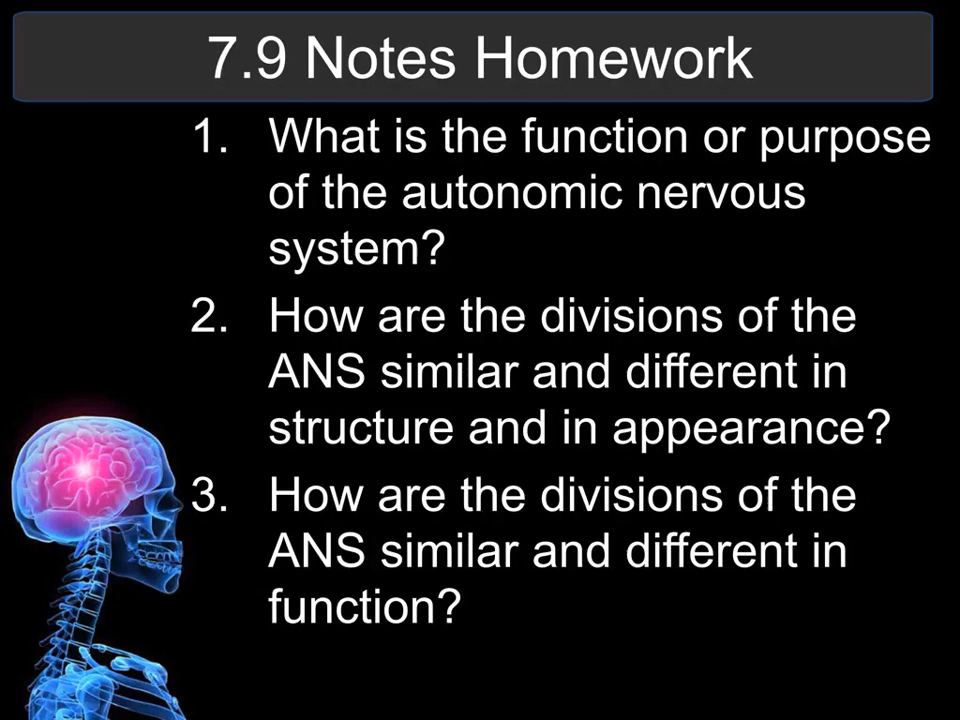 7.9 Notes Homework
1. What is the function or purpose
of the autonomic nervous
system?
2. How are the divisions of the
ANS similar and different in
structure and in appearance?
3. How are the divisions of the
ANS similar and different in
function?